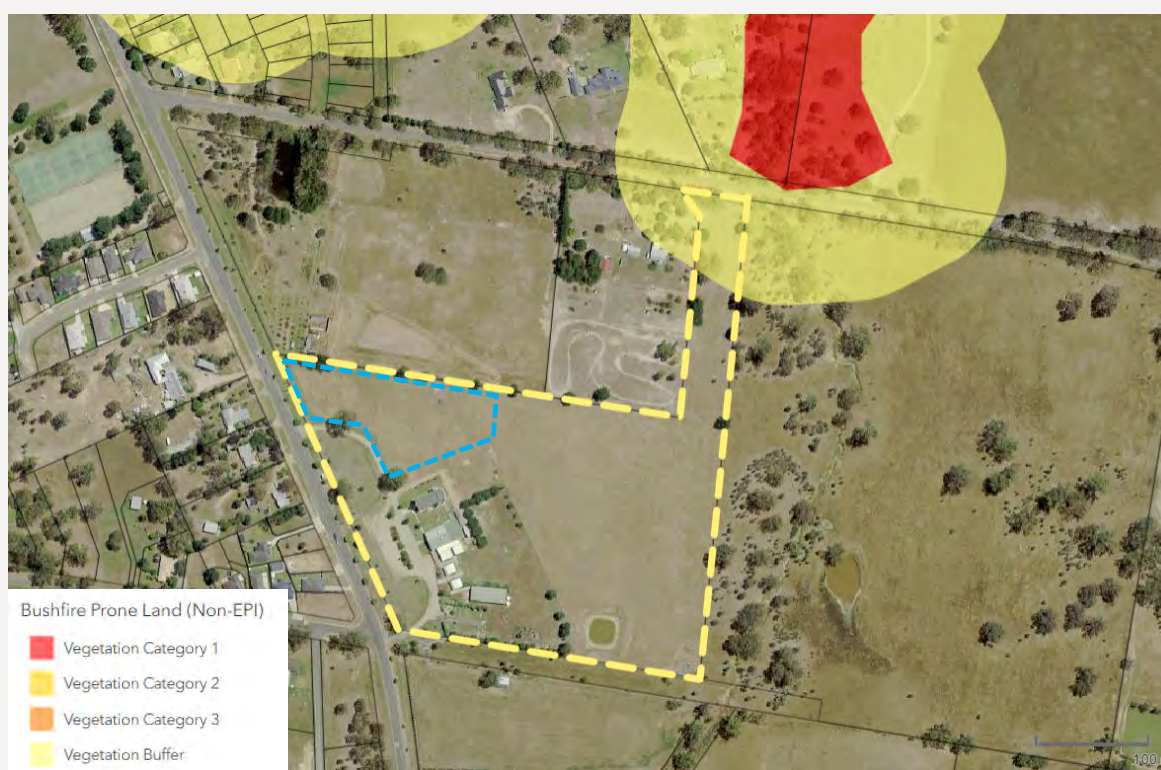 Bushfire Prone Land (Non-EPI)
Vegetation Category 1
Vegetation Category 2
Vegetation Category 3
Vegetation Buffer
100